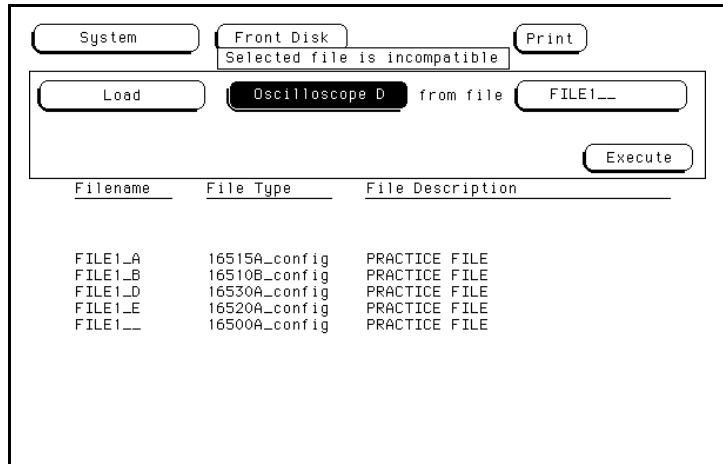 System Front Disk Print
Selected file is incompatible
Load Oscilloscope D from file FILE1__
Execute
Filename File Type File Description
FILE1_A 16515A_config PRACTICE FILE
FILE1_B 16510B_config PRACTICE FILE
FILE1_D 16530A_config PRACTICE FILE
FILE1_E 16520A_config PRACTICE FILE
FILE1__ 16500A_config PRACTICE FILE